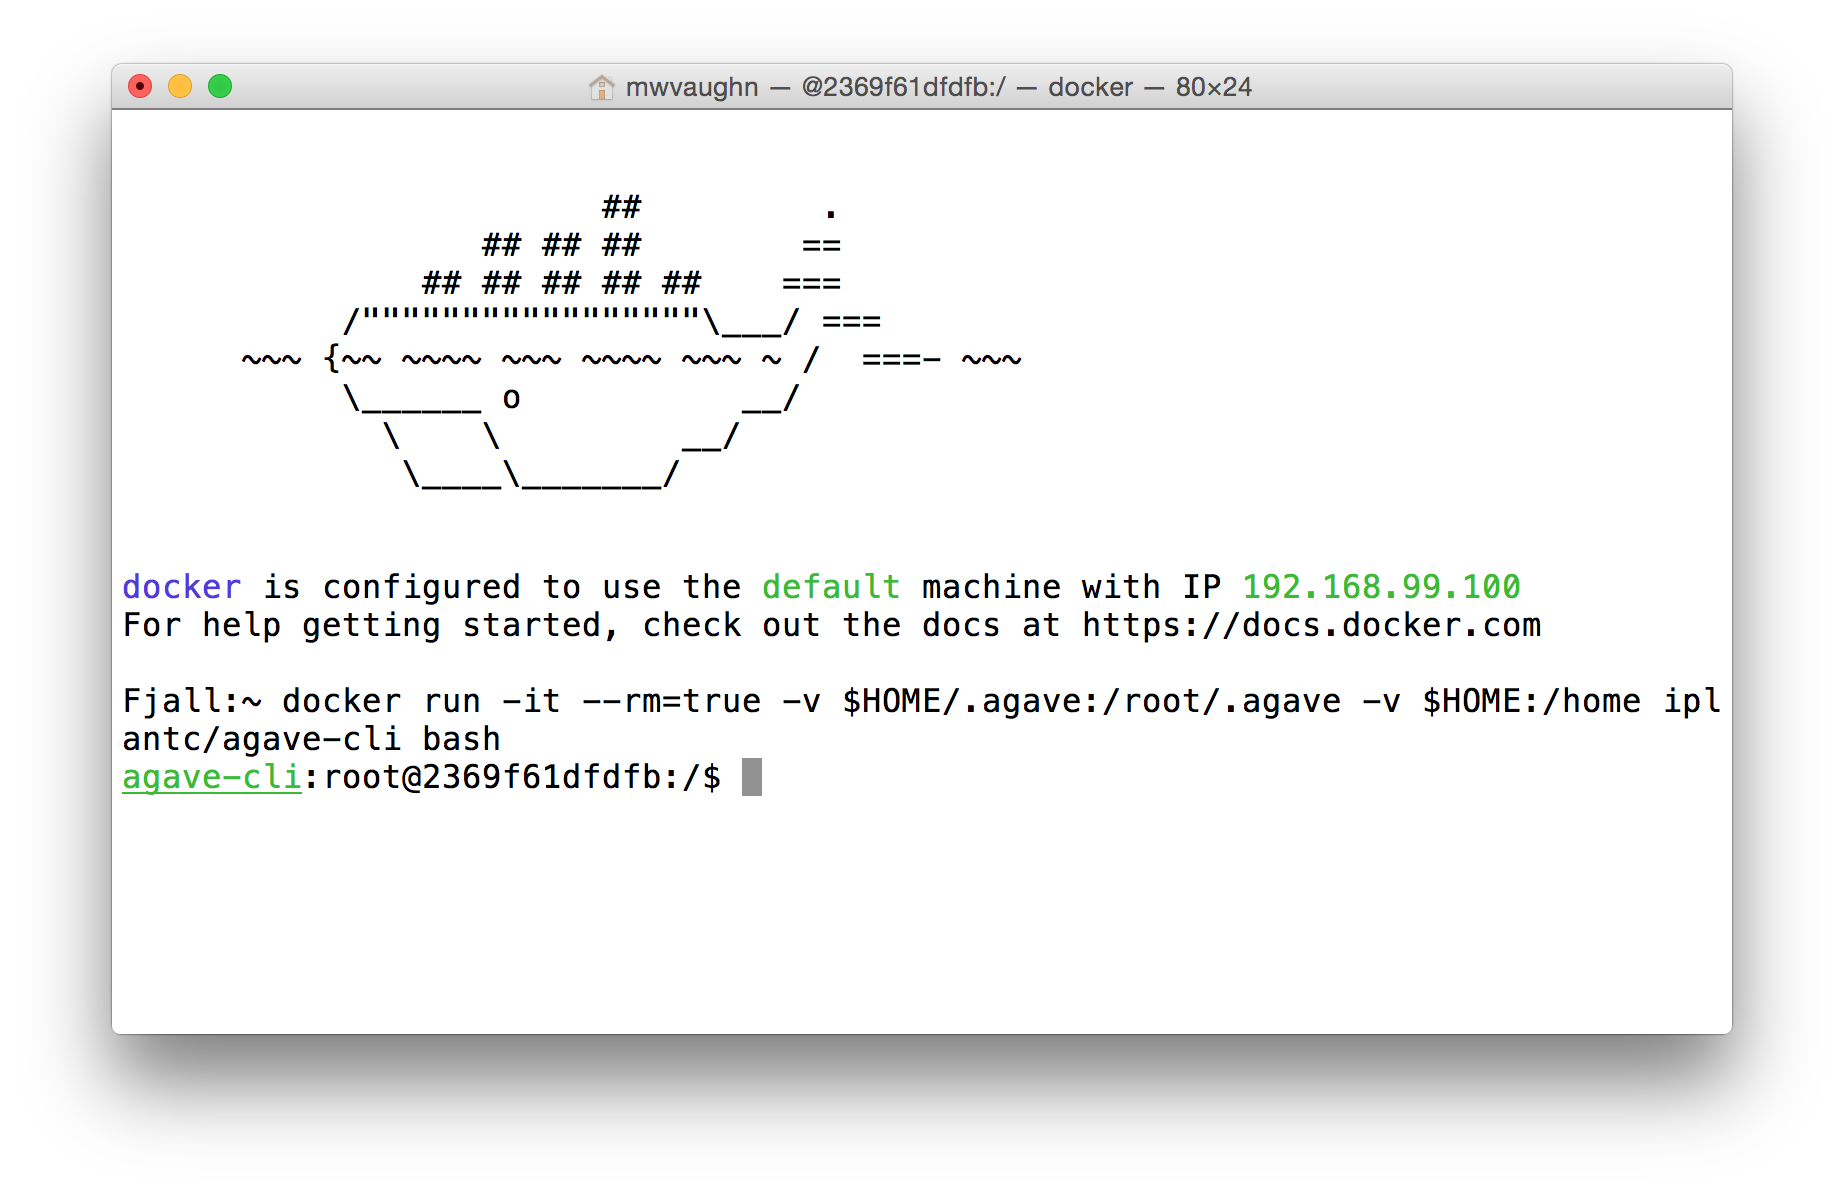 mwvaughn — @2369f61dfdfb:/ — docker — 80×24
                        ##         .
                  ## ## ##        ==
               ## ## ## ## ##    ===
           /"""""""""""""""""\___/ ===
      ~~~ {~~ ~~~~ ~~~ ~~~~ ~~~ ~ /  ===- ~~~
           \______ o           __/
             \    \         __/
              \____\_______/
docker is configured to use the default machine with IP 192.168.99.100
For help getting started, check out the docs at https://docs.docker.com
Fjall:~ docker run -it --rm=true -v $HOME/.agave:/root/.agave -v $HOME:/home ipl
antc/agave-cli bash
agave-cli:root@2369f61dfdfb:/$